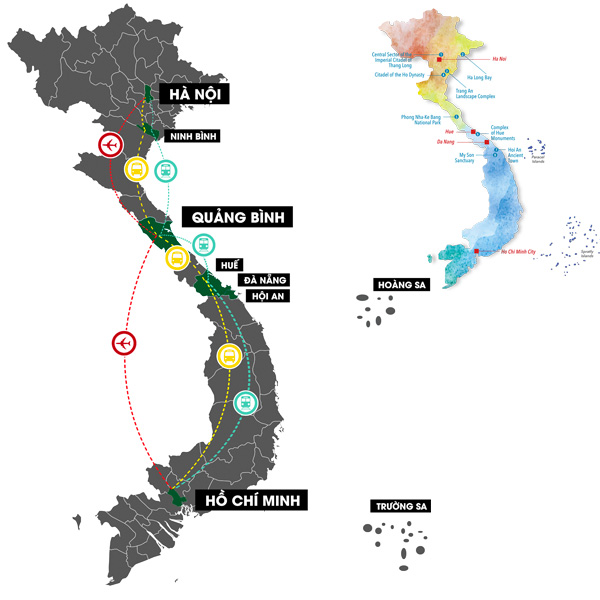 HÀ NỘI
NINH BÌNH
QUẢNG BÌNH
HUẾ
ĐÀ NẴNG
HỘI AN
HỒ CHÍ MINH
Central Sector of the
Imperial Citadel of
Thang Long
Citadel of the Ho Dynasty
Ha Noi
Ha Long Bay
Trang An
Landscape Complex
Phong Nha-Ke Bang
National Park
Hue
Complex
of Hue
Monuments
Da Nang
My Son
Sanctuary
Hoi An
Ancient
Town
Paracel
Islands
Ho Chi Minh City
Spratly
Islands
HOÀNG SA
TRƯỜNG SA